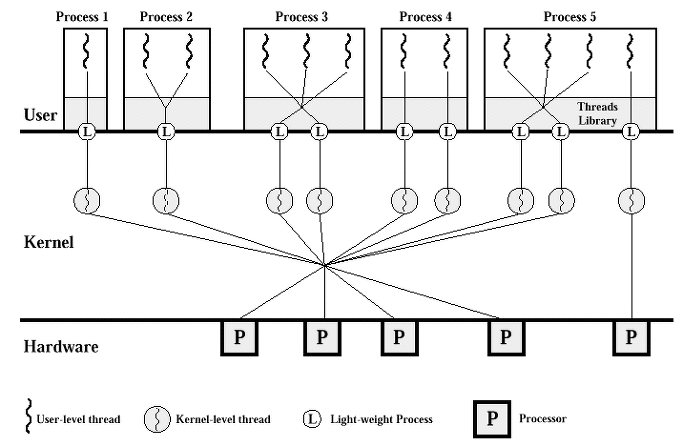 Process 1 Process 2 Process 3 Process 4 Process 5
User
Threads
Library
L L L L L L L L L
Kernel
P P P P P
Hardware
User-level thread Kernel-level thread L Light-weight Process P Processor